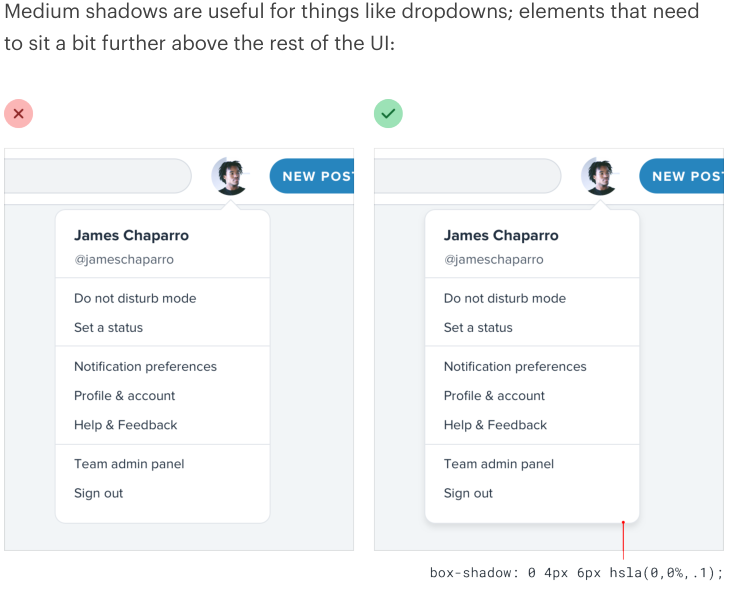 Medium shadows are useful for things like dropdowns; elements that need
to sit a bit further above the rest of the UI:
NEW POST
James Chaparro
@jameschaparro
Do not disturb mode
Set a status
Notification preferences
Profile & account
Help & Feedback
Team admin panel
Sign out
NEW POST
James Chaparro
@jameschaparro
Do not disturb mode
Set a status
Notification preferences
Profile & account
Help & Feedback
Team admin panel
Sign out
box-shadow: 0 4px 6px hsla(0,0%,.1);